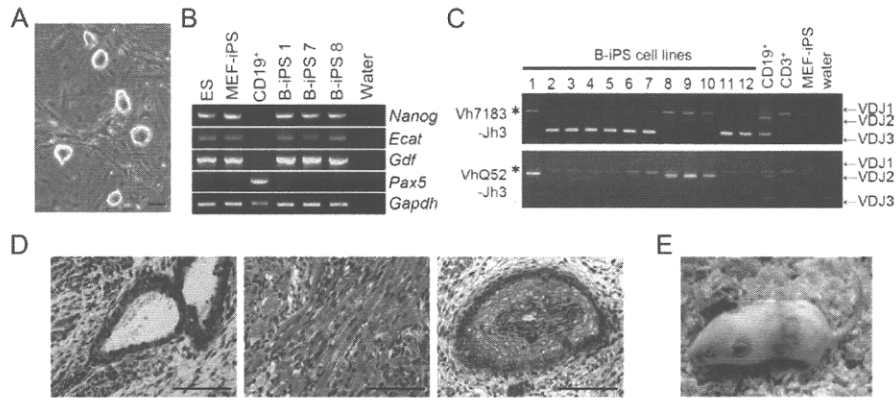 A
B
ES
MEF-iPS
CD19+
B-iPS 1
B-iPS 7
B-iPS 8
Water
Nanog
Ecat
Gdf
Pax5
Gapdh
C
B-iPS cell lines
CD19+
CD3+
MEF-iPS
water
1 2 3 4 5 6 7 8 9 10 11 12
Vh7183 *
-Jh3
VDJ1
VDJ2
VDJ3
VhQ52 *
-Jh3
VDJ1
VDJ2
VDJ3
D
E